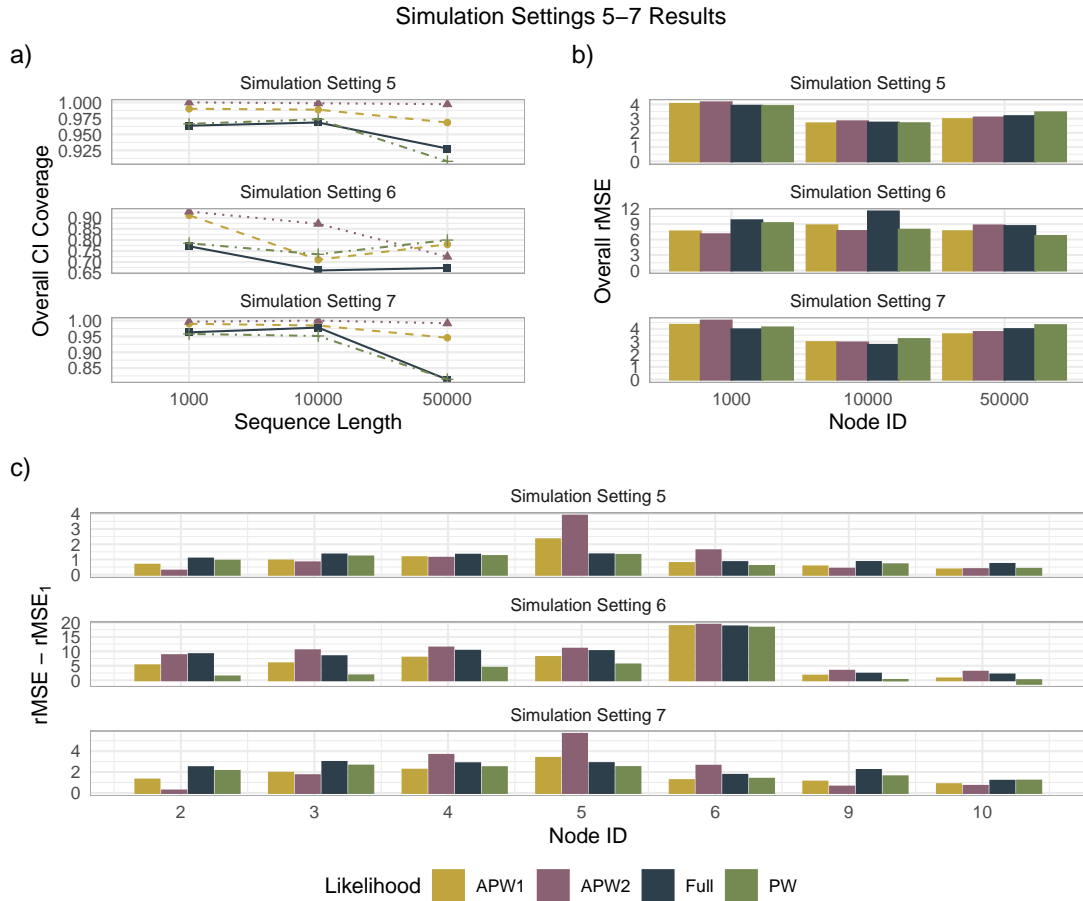 Simulation Settings 5–7 Results
a)
Simulation Setting 5
1.000
0.975
0.950
0.925
Simulation Setting 6
0.90
0.85
0.80
0.75
0.70
0.65
Simulation Setting 7
1.00
0.95
0.90
0.85
Overall CI Coverage
1000 10000 50000
Sequence Length
b)
Simulation Setting 5
4
3
2
1
0
Simulation Setting 6
12
9
6
3
0
Simulation Setting 7
4
3
2
1
0
Overall rMSE
1000 10000 50000
Node ID
c)
Simulation Setting 5
4
3
2
1
0
Simulation Setting 6
20
15
10
5
0
Simulation Setting 7
4
2
0
rMSE − rMSE₁
2 3 4 5 6 9 10
Node ID
Likelihood APW1 APW2 Full PW